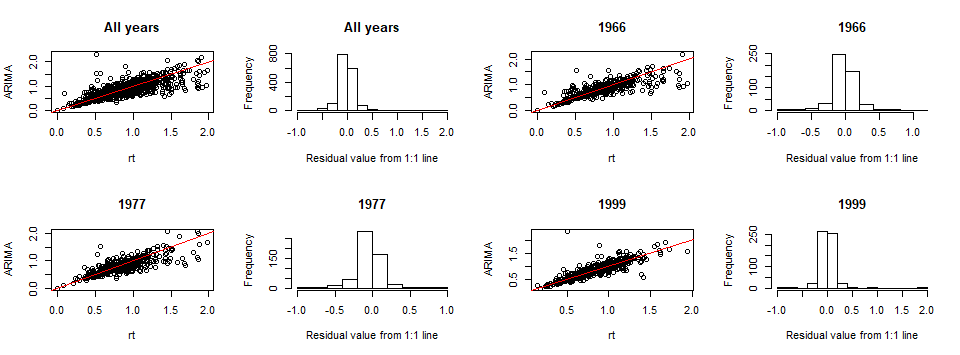 All years
ARIMA
0.0 1.0 2.0
0.0 0.5 1.0 1.5 2.0
rt
All years
Frequency
0 400 800
-1.0 0.0 0.5 1.0 1.5 2.0
Residual value from 1:1 line
1966
ARIMA
0.0 1.0 2.0
0.0 0.5 1.0 1.5 2.0
rt
1966
Frequency
0 100 250
-1.0 -0.5 0.0 0.5 1.0
Residual value from 1:1 line
1977
ARIMA
0.0 1.0 2.0
0.0 0.5 1.0 1.5 2.0
rt
1977
Frequency
0 150
-1.0 -0.5 0.0 0.5 1.0
Residual value from 1:1 line
1999
ARIMA
0.5 1.5
0.5 1.0 1.5 2.0
rt
1999
Frequency
0 100 250
-1.0 0.0 0.5 1.0 1.5 2.0
Residual value from 1:1 line